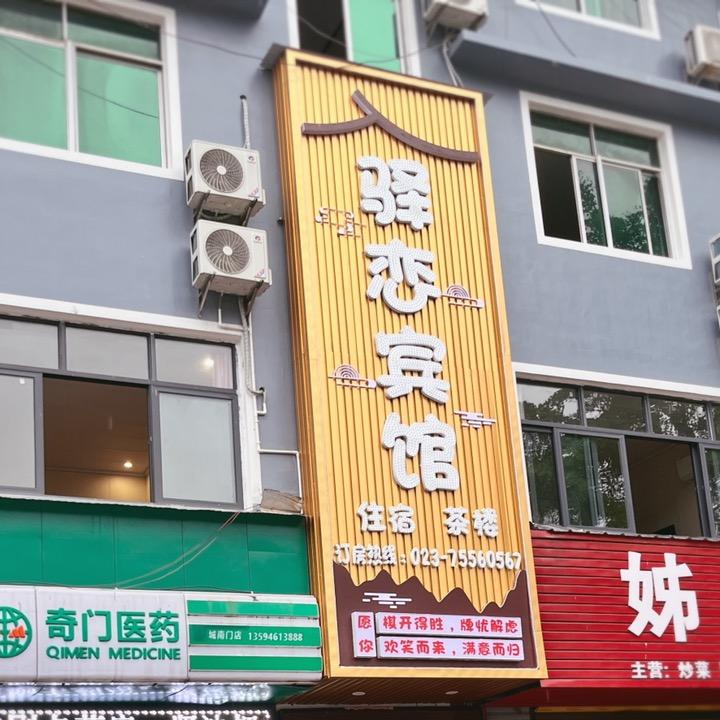 驿恋宾馆
住宿 茶楼
订房热线：023-75560567
愿你
棋开得胜，牌忧解虑
欢笑而来，满意而归
奇门医药
QIMEN MEDICINE
城南门店 13594613888
姊
主营：炒菜